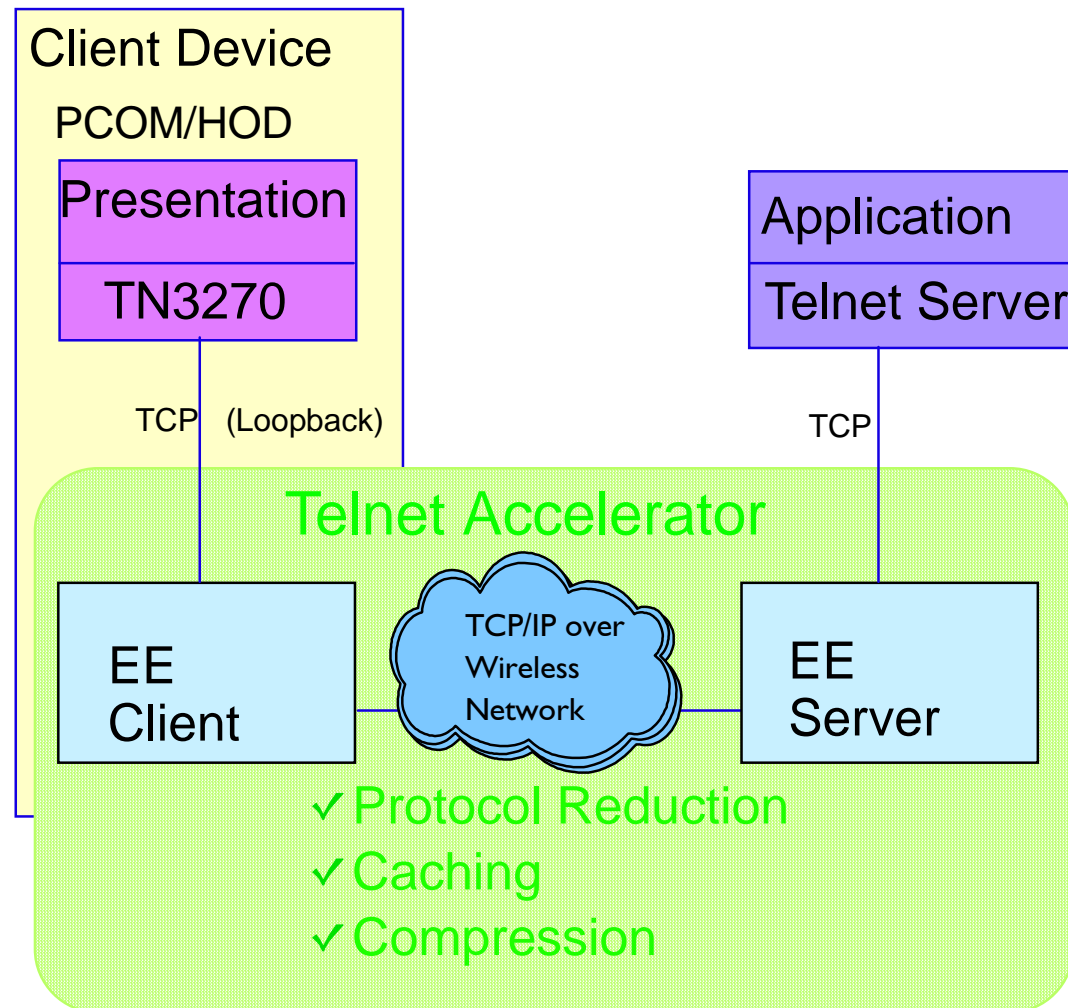 Client Device
PCOM/HOD
Presentation
TN3270
Application
Telnet Server
TCP (Loopback)
TCP
Telnet Accelerator
EE
Client
TCP/IP over
Wireless
Network
EE
Server
✓ Protocol Reduction
✓ Caching
✓ Compression